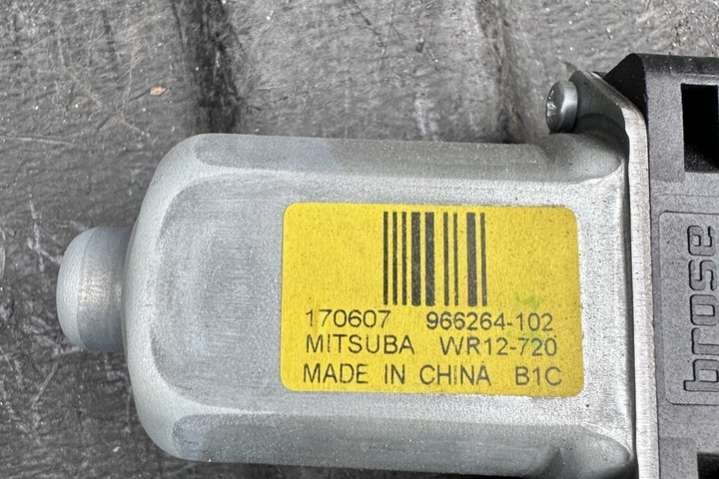 170607 966264-102
MITSUBA WR12-720
MADE IN CHINA B1C
brose